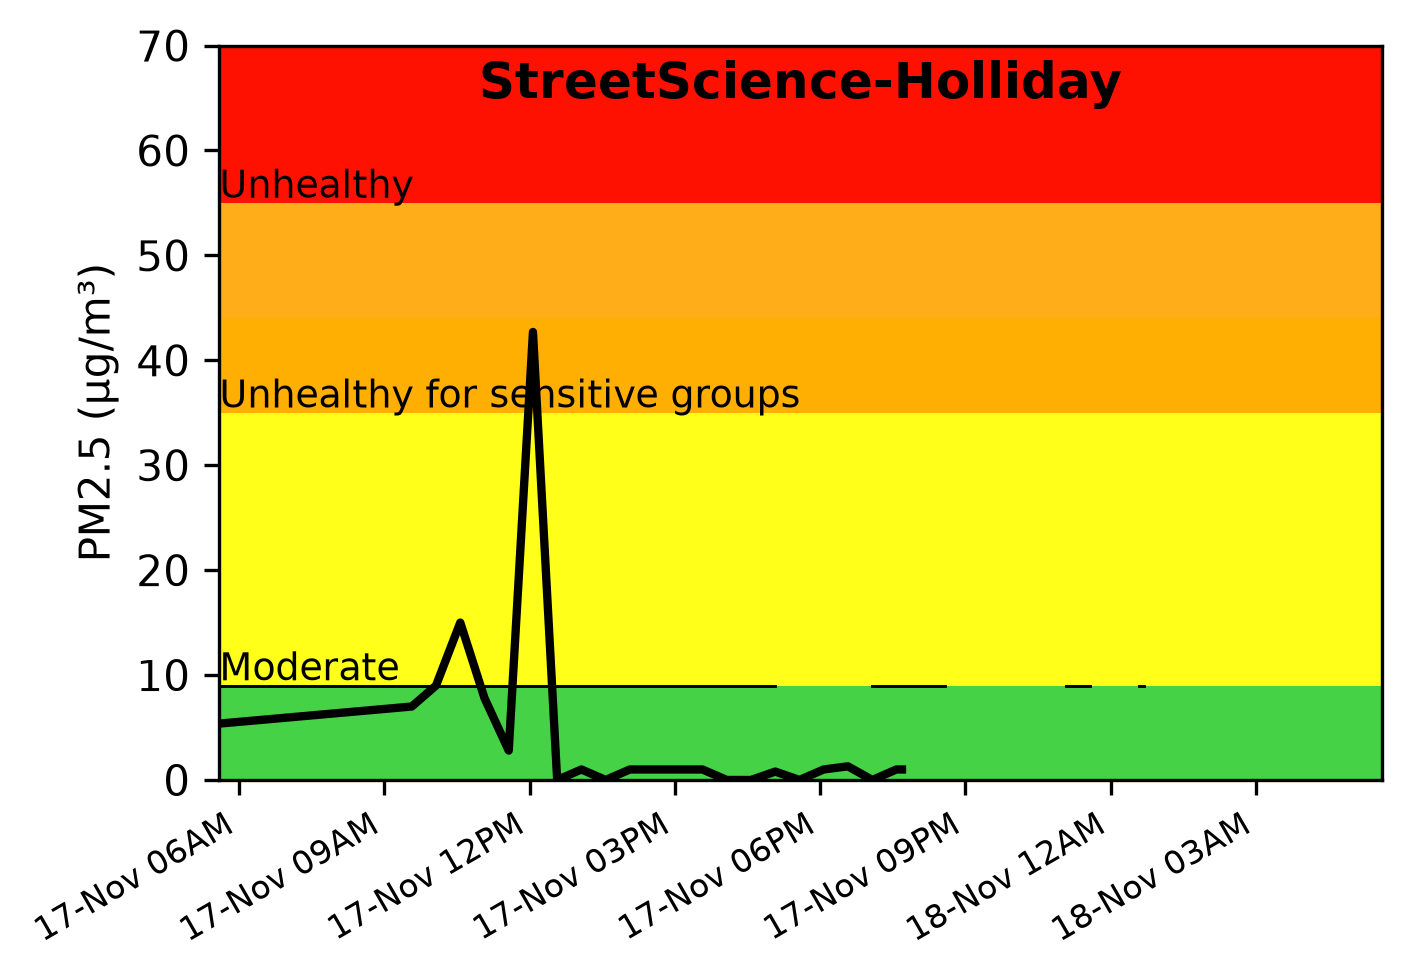 StreetScience-Holliday
70
60
50
40
30
20
10
0
PM2.5 (µg/m³)
Unhealthy
Unhealthy for sensitive groups
Moderate
17-Nov 06AM
17-Nov 09AM
17-Nov 12PM
17-Nov 03PM
17-Nov 06PM
17-Nov 09PM
18-Nov 12AM
18-Nov 03AM